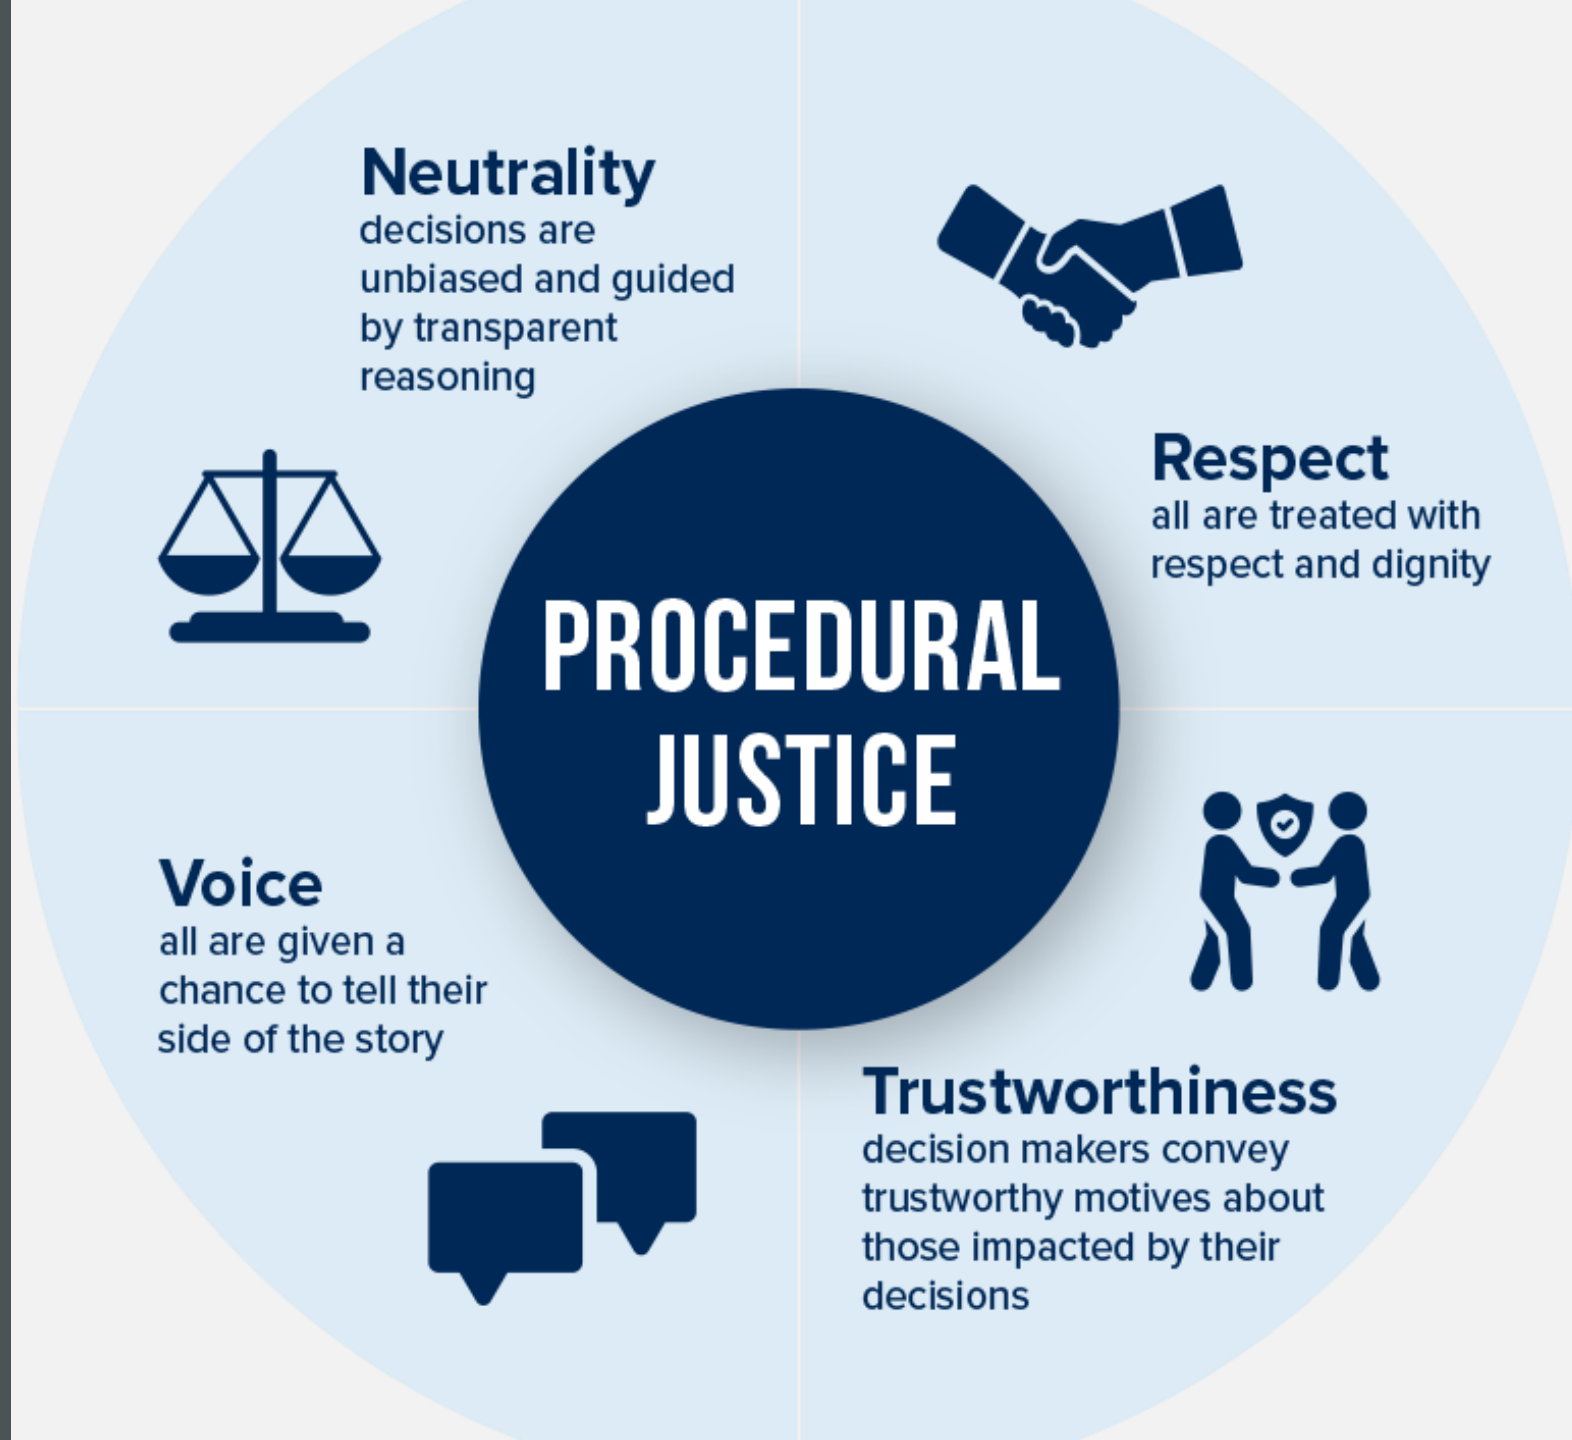 Neutrality
decisions are
unbiased and guided
by transparent
reasoning
Respect
all are treated with
respect and dignity
PROCEDURAL
JUSTICE
Voice
all are given a
chance to tell their
side of the story
Trustworthiness
decision makers convey
trustworthy motives about
those impacted by their
decisions